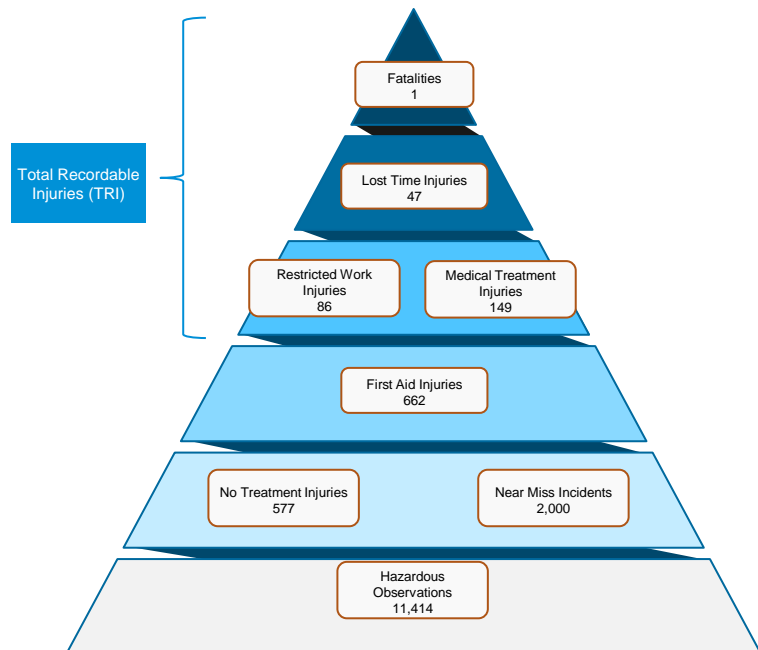 Fatalities
1
Total Recordable
Injuries (TRI)
Lost Time Injuries
47
Restricted Work
Injuries
86
Medical Treatment
Injuries
149
First Aid Injuries
662
No Treatment Injuries
577
Near Miss Incidents
2,000
Hazardous
Observations
11,414